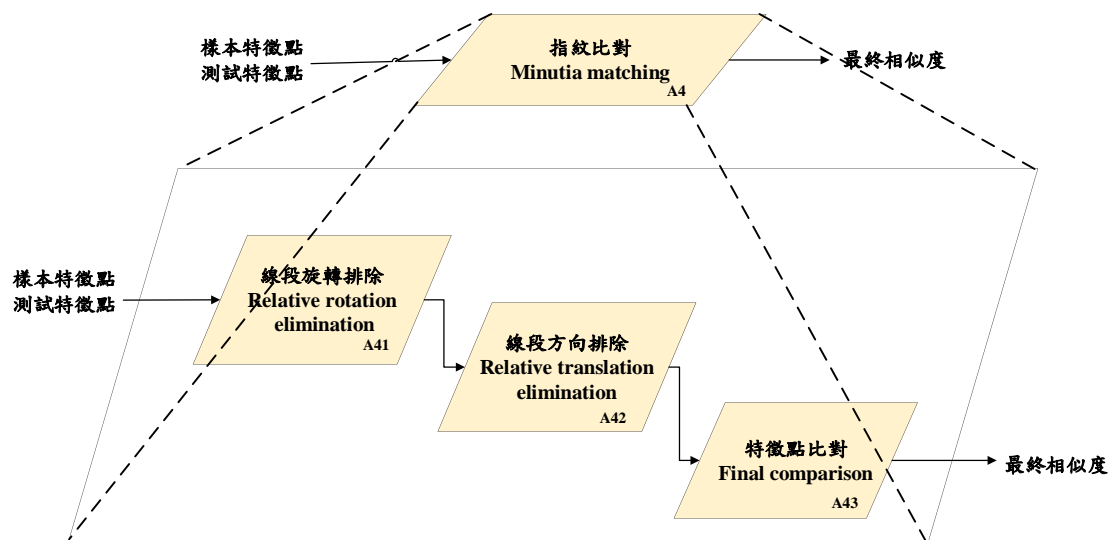 樣本特徵點
測試特徵點
指紋比對
Minutia matching
A4
最終相似度
樣本特徵點
測試特徵點
線段旋轉排除
Relative rotation
elimination
A41
線段方向排除
Relative translation
elimination
A42
特徵點比對
Final comparison
A43
最終相似度